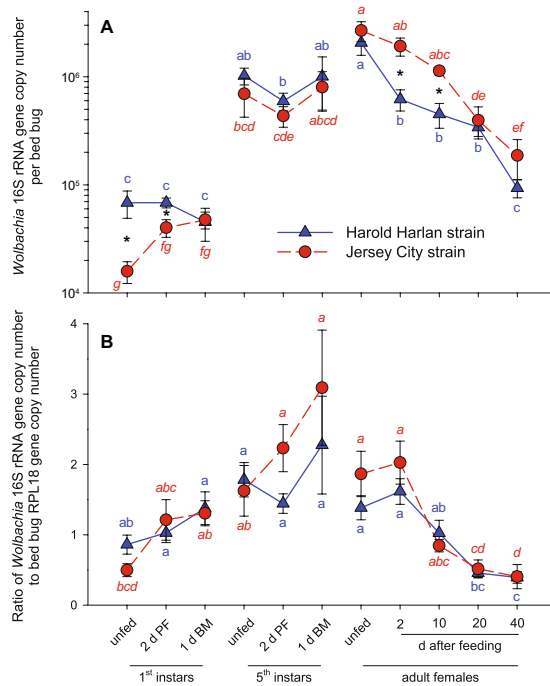 A
Wolbachia 16S rRNA gene copy number
per bed bug
10⁶
10⁵
10⁴
ab
b
ab
bcd
cde
abcd
a
ab
abc
de
ef
a
*
*
b
b
b
c
c
c
c
*
*
g
fg
fg
Harold Harlan strain
Jersey City strain
B
Ratio of Wolbachia 16S rRNA gene copy number
to bed bug RPL18 gene copy number
4
3
2
1
0
ab
abc
a
bcd
a
ab
a
a
a
ab
a
a
a
a
ab
cd
d
a
a
abc
bc
c
unfed
2 d PF
1 d BM
unfed
2 d PF
1 d BM
unfed
2
10
20
40
d after feeding
1st instars
5th instars
adult females